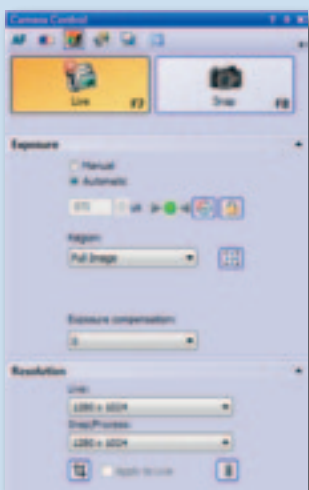 Camera Control
AF
Live F7 Snap F8
Exposure
Manual
Automatic
Region:
Full Image
Exposure compensation:
0
Resolution
Live:
1280 x 1024
Snap/Process:
1280 x 1024
Apply to Live